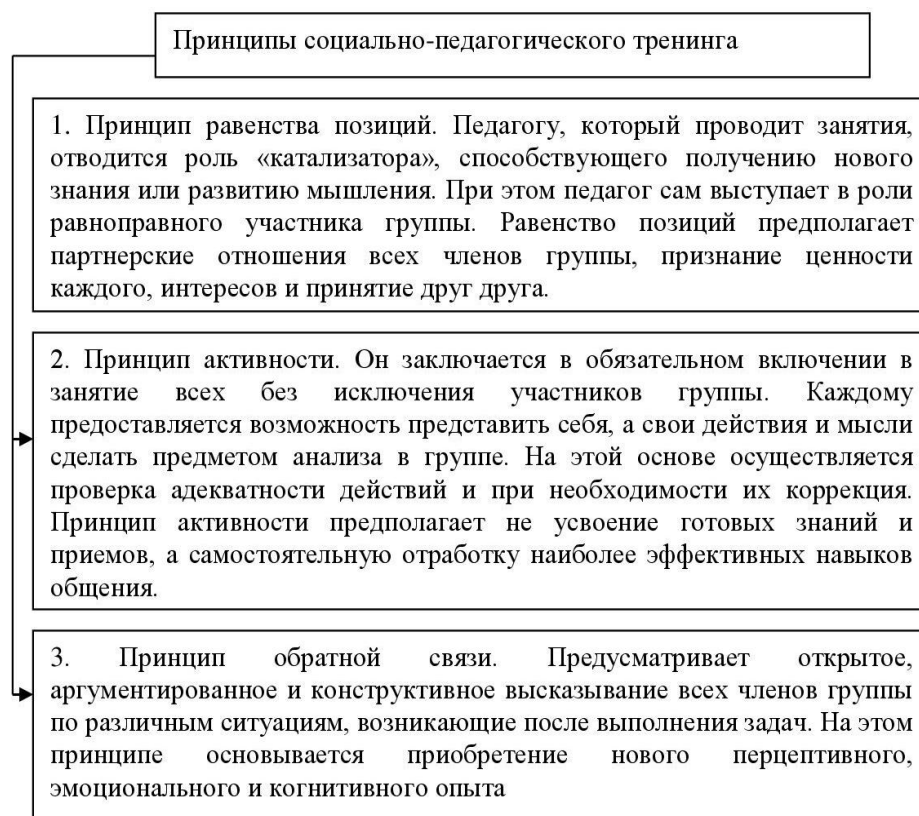 Принципы социально-педагогического тренинга
1. Принцип равенства позиций. Педагогу, который проводит занятия,
отводится роль «катализатора», способствующего получению нового
знания или развитию мышления. При этом педагог сам выступает в роли
равноправного участника группы. Равенство позиций предполагает
партнерские отношения всех членов группы, признание ценности
каждого, интересов и принятие друг друга.
2. Принцип активности. Он заключается в обязательном включении в
занятие всех без исключения участников группы. Каждому
предоставляется возможность представить себя, а свои действия и мысли
сделать предметом анализа в группе. На этой основе осуществляется
проверка адекватности действий и при необходимости их коррекция.
Принцип активности предполагает не усвоение готовых знаний и
приемов, а самостоятельную отработку наиболее эффективных навыков
общения.
3. Принцип обратной связи. Предусматривает открытое,
аргументированное и конструктивное высказывание всех членов группы
по различным ситуациям, возникающие после выполнения задач. На этом
принципе основывается приобретение нового перцептивного,
эмоционального и когнитивного опыта